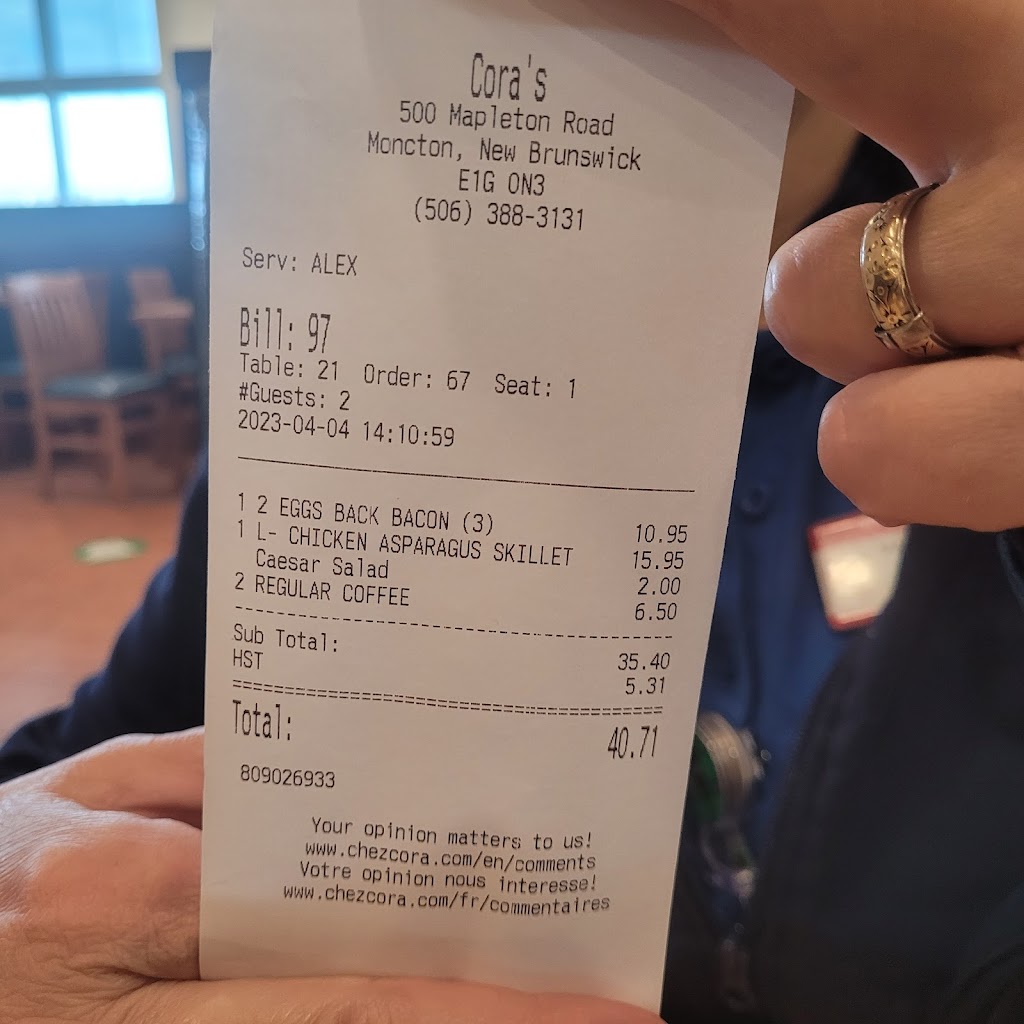 Cora's
500 Mapleton Road
Moncton, New Brunswick
E1G 0N3
(506) 388-3131
Serv: ALEX
Bill: 97
Table: 21 Order: 67 Seat: 1
#Guests: 2
2023-04-04 14:10:59
1 2 EGGS BACK BACON (3) 10.95
1 L- CHICKEN ASPARAGUS SKILLET 15.95
Caesar Salad 2.00
2 REGULAR COFFEE 6.50
Sub Total: 35.40
HST 5.31
Total: 40.71
809026933
Your opinion matters to us!
www.chezcora.com/en/comments
Votre opinion nous interesse!
www.chezcora.com/fr/commentaires